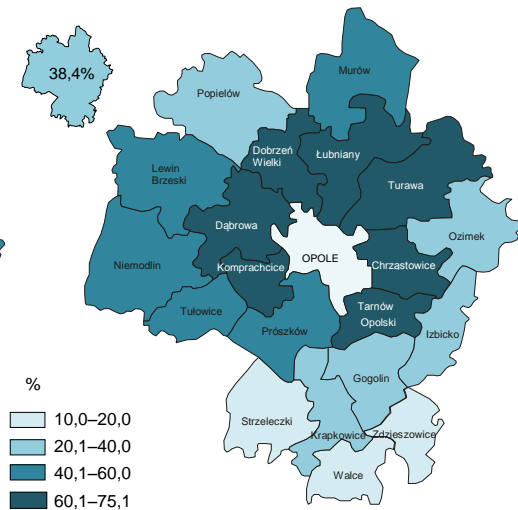 38,4%
Murów
Popielów
Dobrzeń
Wielki
Łubniany
Lewin
Brzeski
Turawa
Dąbrowa
Ozimek
OPOLE
Niemodlin
Komprachcice
Chrzastowice
Tarnów
Opolski
Tułowice
Prószków
Izbicko
Gogolin
%
10,0–20,0
20,1–40,0
40,1–60,0
60,1–75,1
Strzeleczki
Krapkowice
Zdzieszowice
Walce